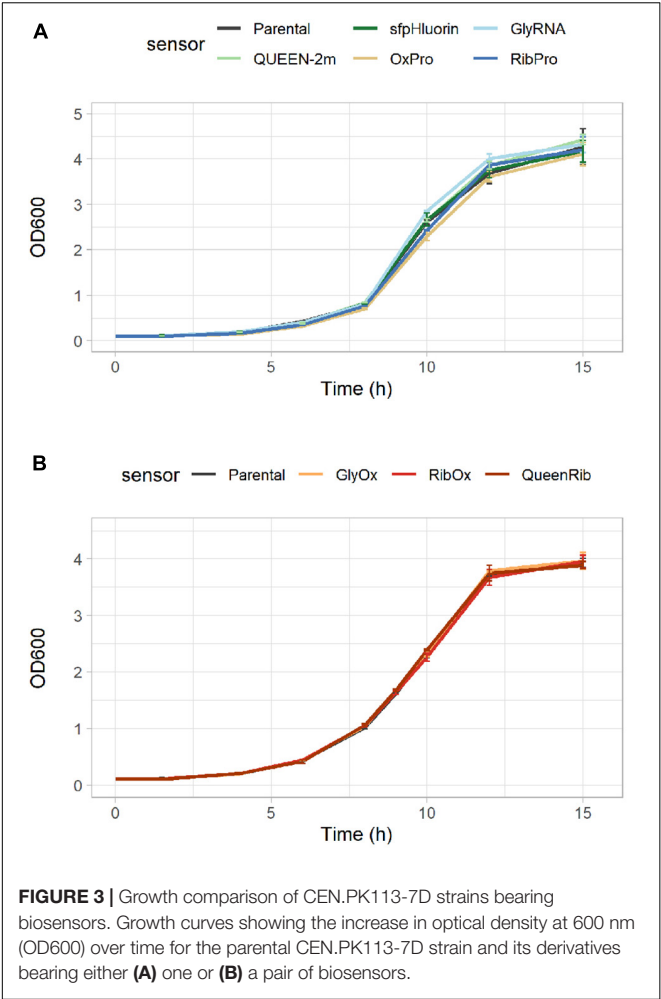 A
sensor
Parental
sfpHluorin
GlyRNA
QUEEN-2m
OxPro
RibPro
5
4
3
2
1
0
OD600
0
5
10
15
Time (h)
B
sensor
Parental
GlyOx
RibOx
QueenRib
4
3
2
1
0
OD600
0
5
10
15
Time (h)
FIGURE 3 | Growth comparison of CEN.PK113-7D strains bearing
biosensors. Growth curves showing the increase in optical density at 600 nm
(OD600) over time for the parental CEN.PK113-7D strain and its derivatives
bearing either (A) one or (B) a pair of biosensors.